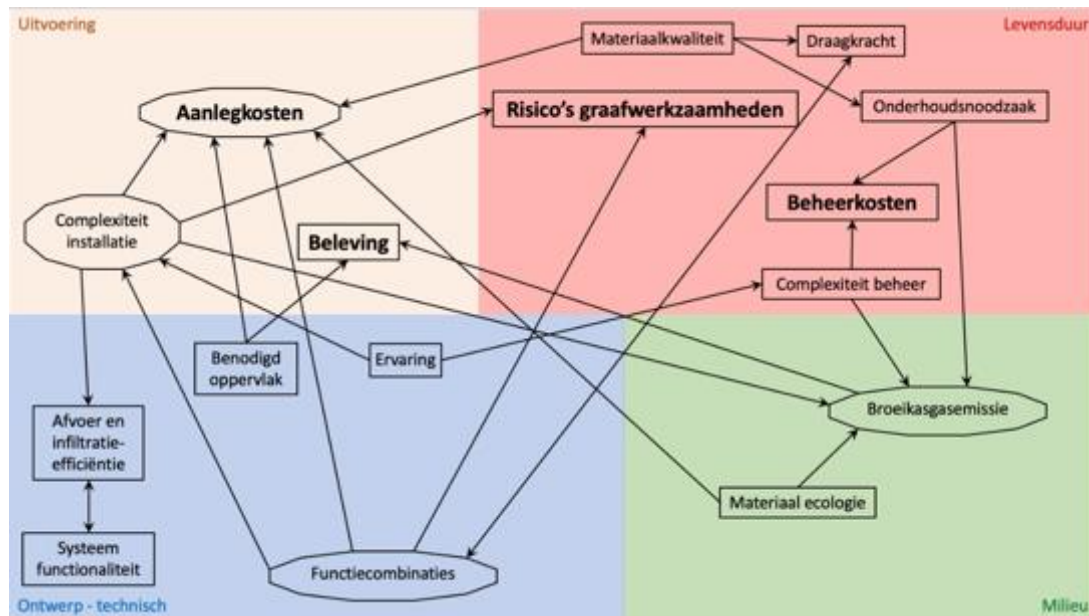 Uitvoering
Levensduur
Materiaalkwaliteit
Draagkracht
Aanlegkosten
Risico's graafwerkzaamheden
Onderhoudsnoodzaak
Complexiteit
installatie
Beleving
Beheerkosten
Complexiteit beheer
Benodigd
oppervlak
Ervaring
Broeikasgasemissie
Afvoer en
infiltratie-
efficiëntie
Materiaal ecologie
Systeem
functionaliteit
Functiecombinaties
Ontwerp - technisch
Milieu